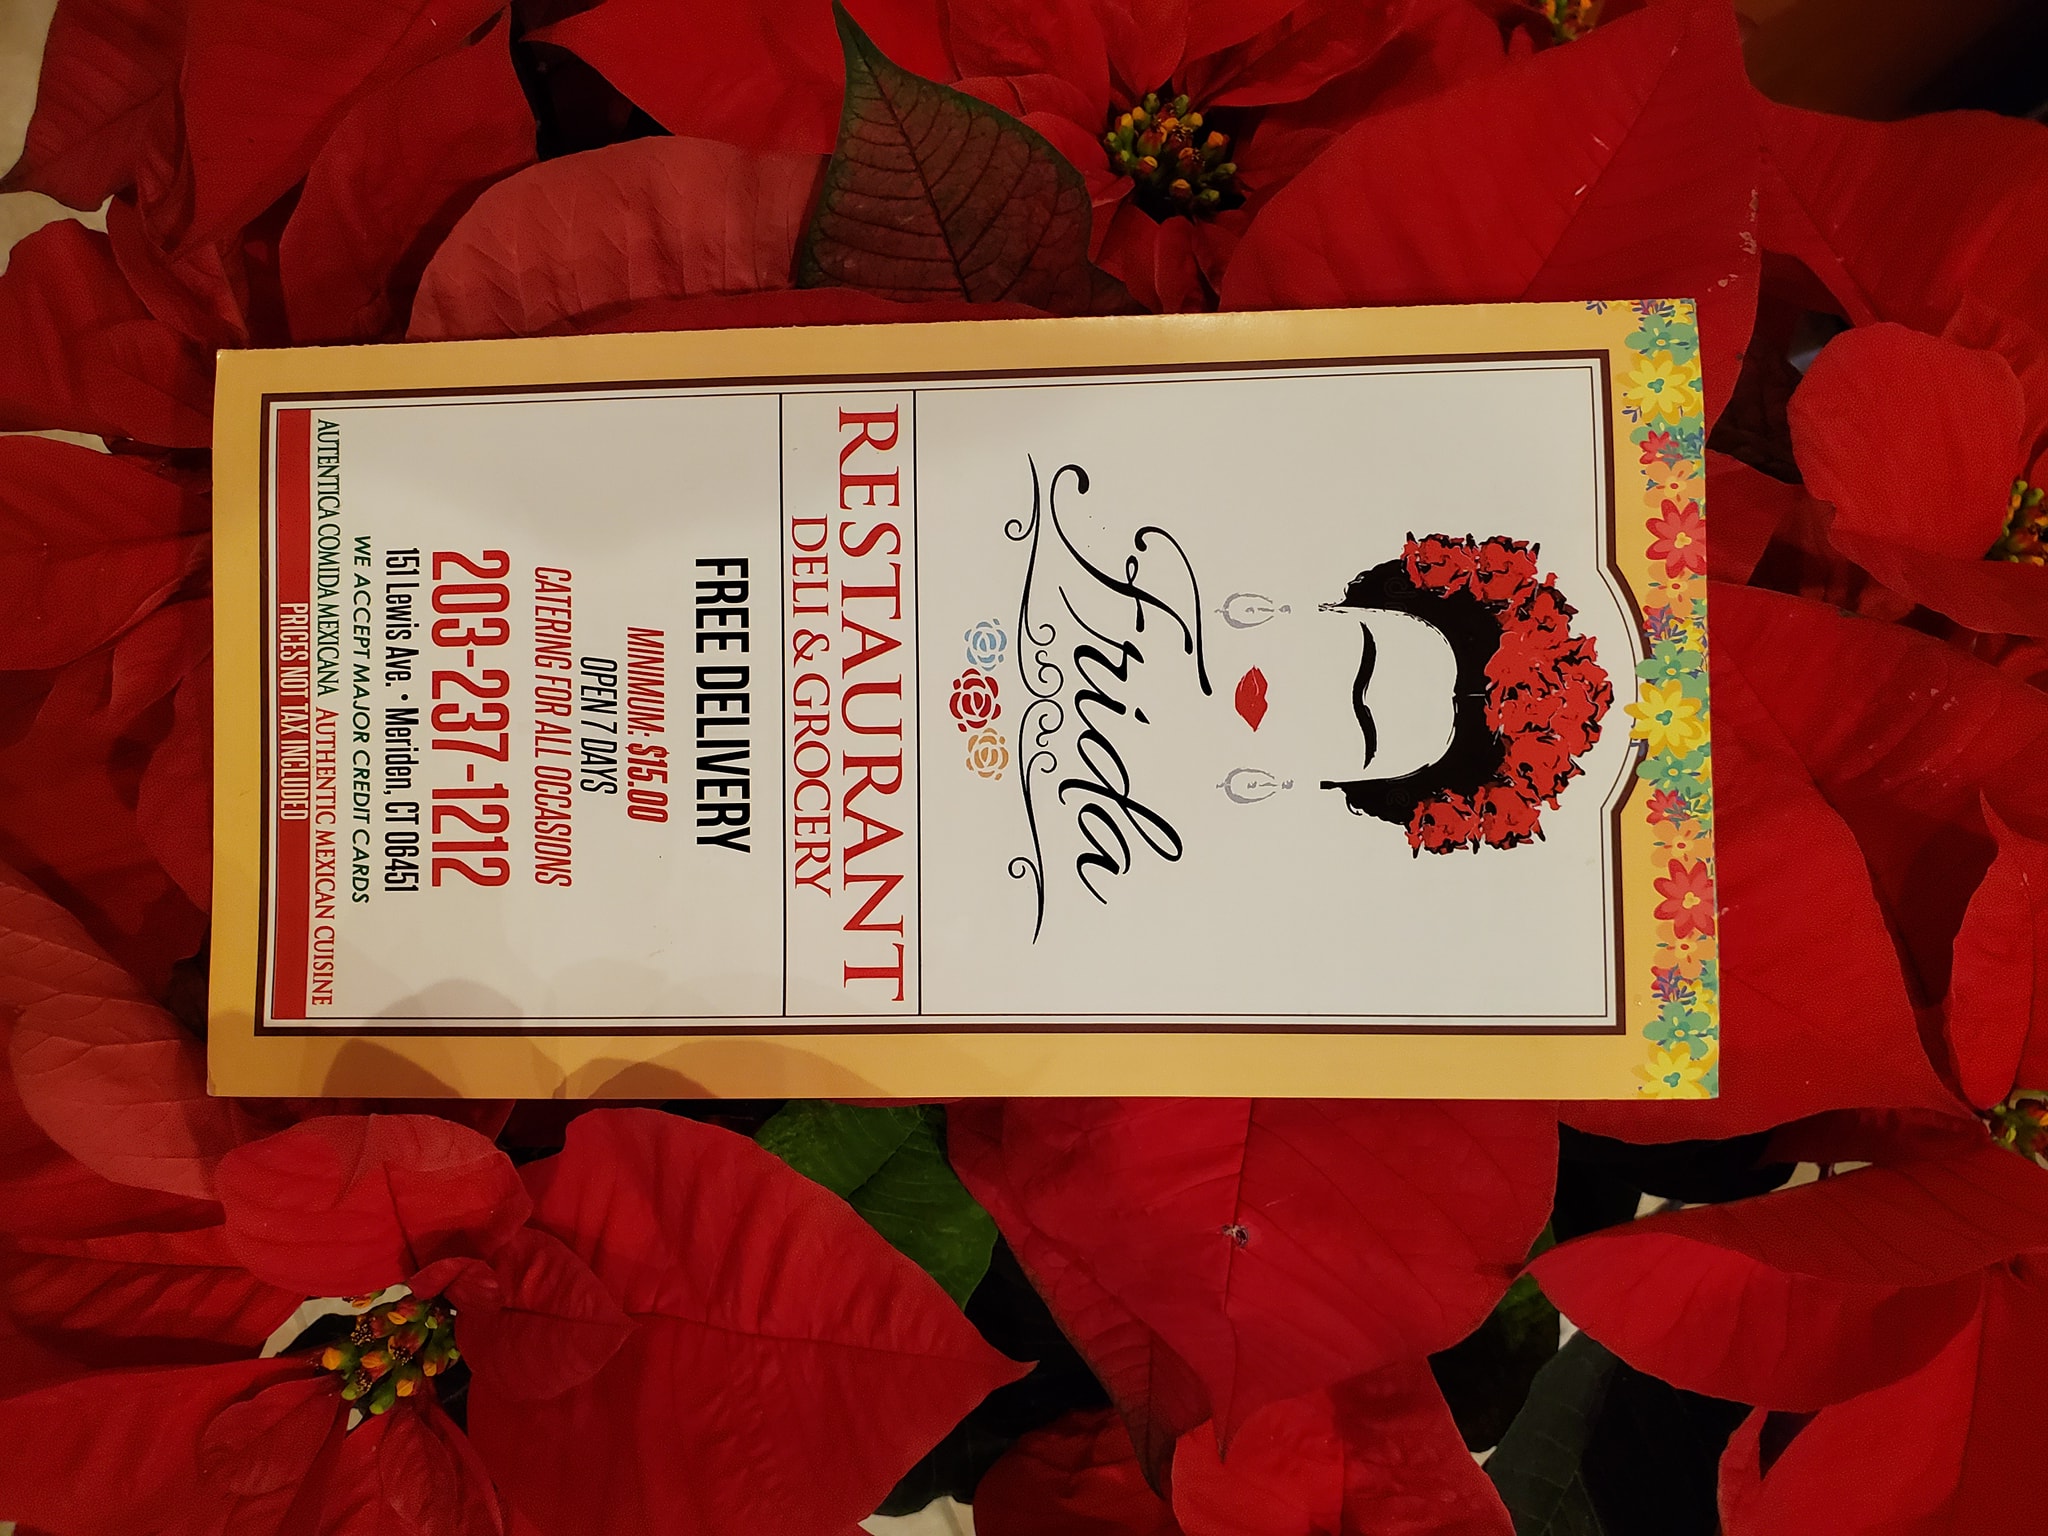 Frida
RESTAURANT
DELI & GROCERY
FREE DELIVERY
MINIMUM: $15.00
OPEN 7 DAYS
CATERING FOR ALL OCCASIONS
203-237-1212
151 Lewis Ave. • Meriden, CT 06451
WE ACCEPT MAJOR CREDIT CARDS
AUTENTICA COMIDA MEXICANA AUTHENTIC MEXICAN CUISINE
PRICES NOT TAX INCLUDED